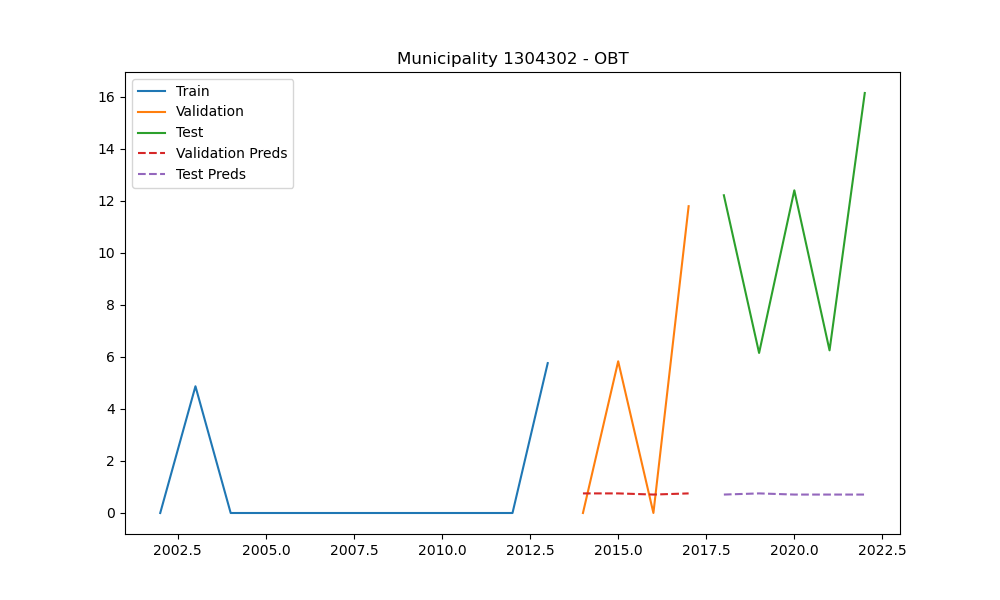 Municipality 1304302 - OBT
Train
Validation
Test
Validation Preds
Test Preds
16
14
12
10
8
6
4
2
0
2002.5 2005.0 2007.5 2010.0 2012.5 2015.0 2017.5 2020.0 2022.5